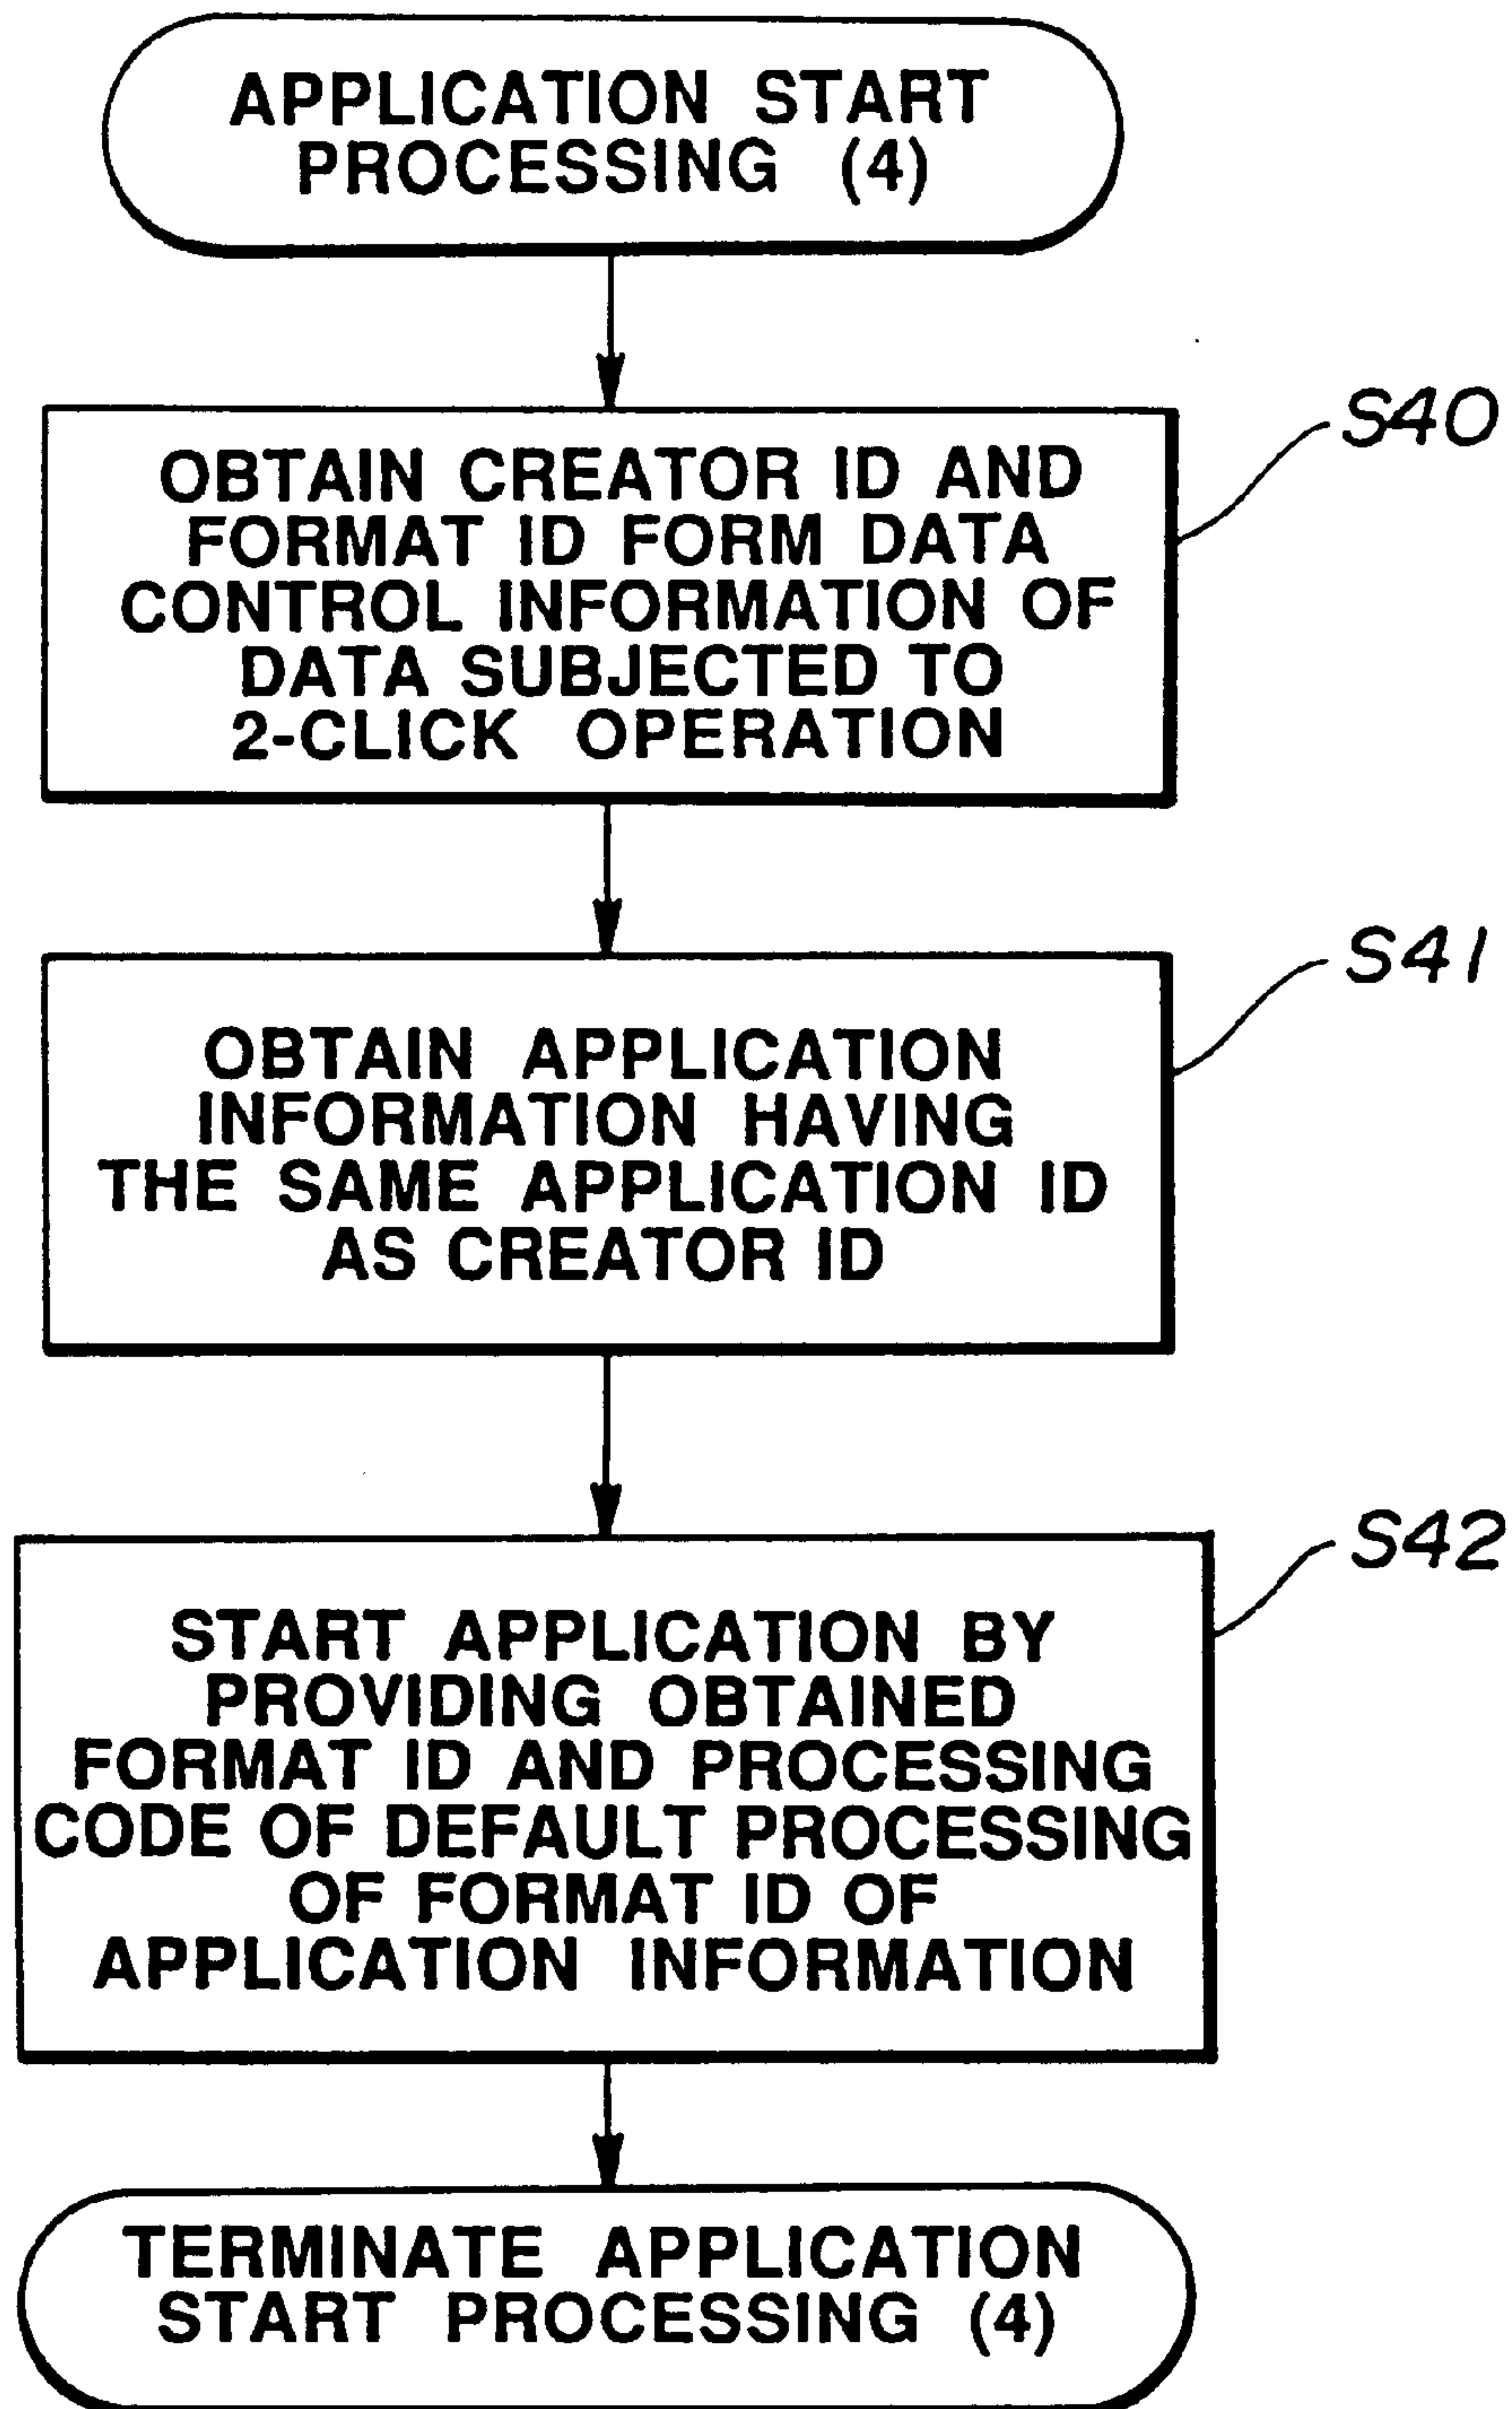 APPLICATION START
PROCESSING (4)
S40
OBTAIN CREATOR ID AND
FORMAT ID FORM DATA
CONTROL INFORMATION OF
DATA SUBJECTED TO
2-CLICK OPERATION
S41
OBTAIN APPLICATION
INFORMATION HAVING
THE SAME APPLICATION ID
AS CREATOR ID
S42
START APPLICATION BY
PROVIDING OBTAINED
FORMAT ID AND PROCESSING
CODE OF DEFAULT PROCESSING
OF FORMAT ID OF
APPLICATION INFORMATION
TERMINATE APPLICATION
START PROCESSING (4)